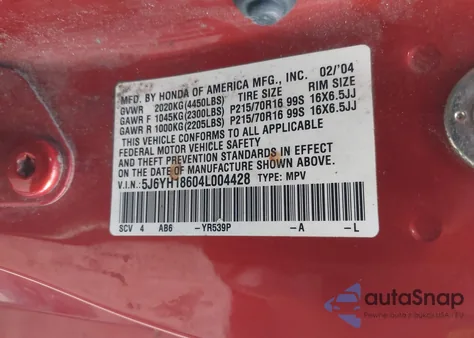 MFD. BY HONDA OF AMERICA MFG., INC. 02/'04
GVWR 2020KG(4450LBS) TIRE SIZE RIM SIZE
GAWR F 1045KG(2300LBS) P215/70R16 99S 16X6.5JJ
GAWR R 1000KG(2205LBS) P215/70R16 99S 16X6.5JJ
THIS VEHICLE CONFORMS TO ALL APPLICABLE
FEDERAL MOTOR VEHICLE SAFETY
AND THEFT PREVENTION STANDARDS IN EFFECT
ON THE DATE OF MANUFACTURE SHOWN ABOVE.
V.I.N.: 5J6YH18604L004428 TYPE: MPV
SCV 4 AB6 -YR539P -A -L
autoSnap